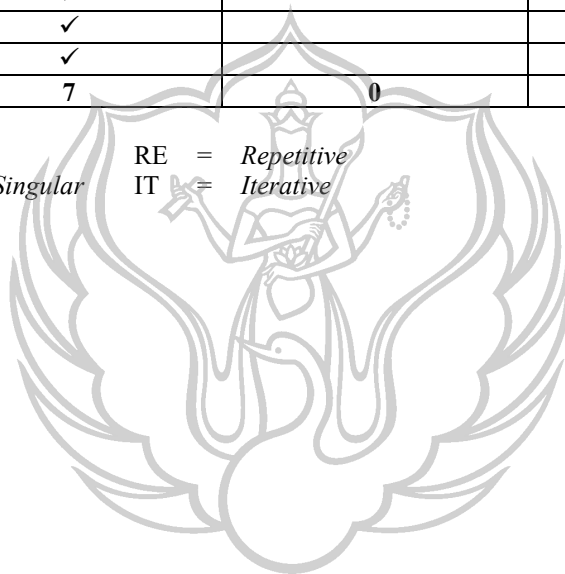 ✓
✓
7 0
RE = Repetitive
Singular IT = Iterative